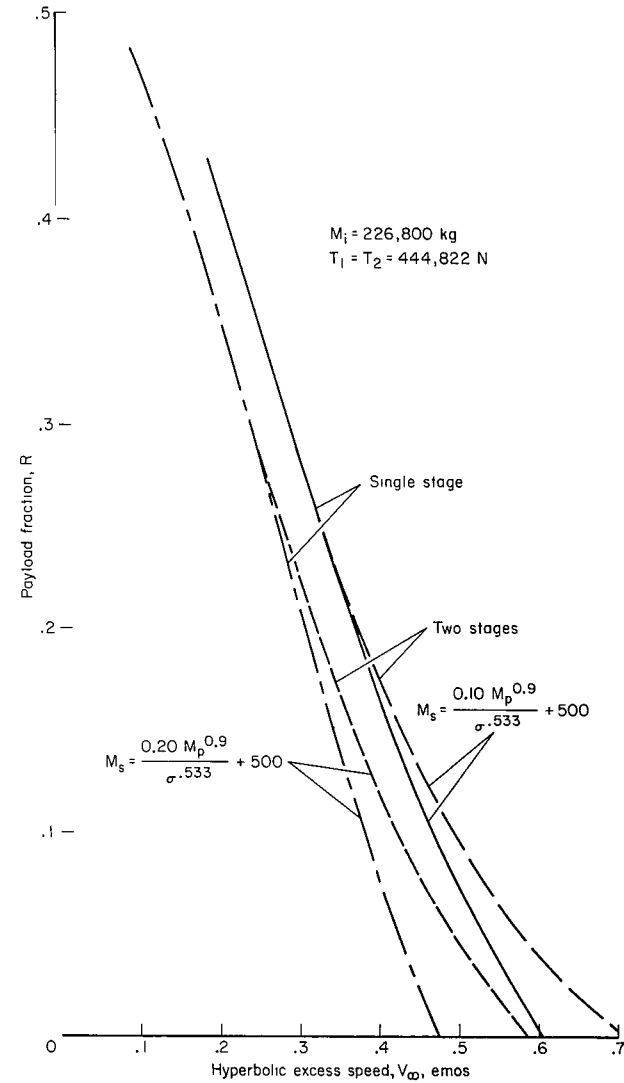 .5
.4
.3
.2
.1
0
Payload fraction, R
M_i = 226,800 kg
T_1 = T_2 = 444,822 N
Single stage
Two stages
M_s = 0.10 M_p^0.9 / σ^.533 + 500
M_s = 0.20 M_p^0.9 / σ^.533 + 500
.1 .2 .3 .4 .5 .6 .7
Hyperbolic excess speed, V_∞, emos